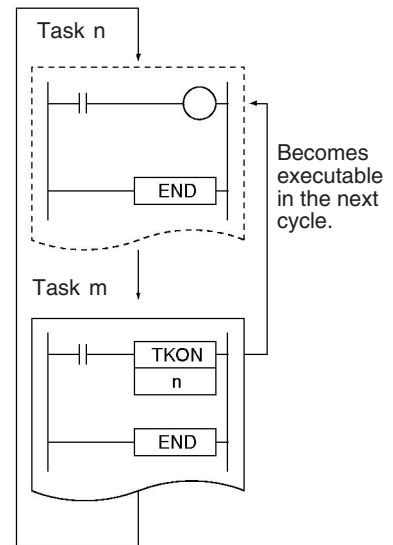 Task n
END
Becomes
executable
in the next
cycle.
Task m
TKON
n
END